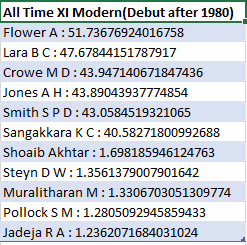 All Time XI Modern(Debut after 1980)
Flower A : 51.73676924016758
Lara B C : 47.67844151787917
Crowe M D : 43.947140671847436
Jones A H : 43.89043937774854
Smith S P D : 43.0584519321065
Sangakkara K C : 40.58271800992688
Shoaib Akhtar : 1.698185946124763
Steyn D W : 1.3561379007901642
Muralitharan M : 1.3306703051309774
Pollock S M : 1.2805092945859433
Jadeja R A : 1.2362071684031024